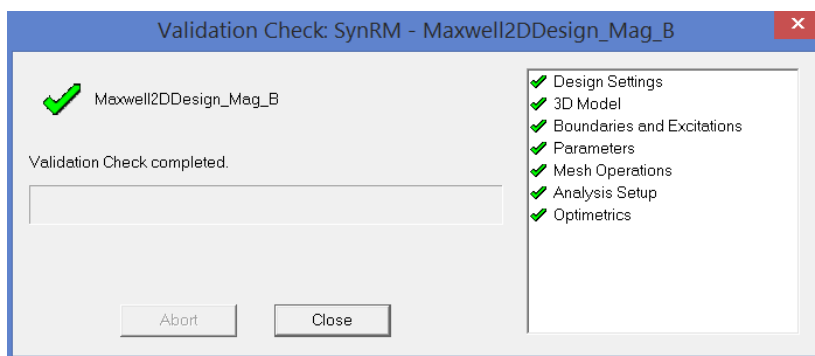 Validation Check: SynRM - Maxwell2DDesign_Mag_B
x
Maxwell2DDesign_Mag_B
Validation Check completed.
Abort
Close
Design Settings
3D Model
Boundaries and Excitations
Parameters
Mesh Operations
Analysis Setup
Optimetrics